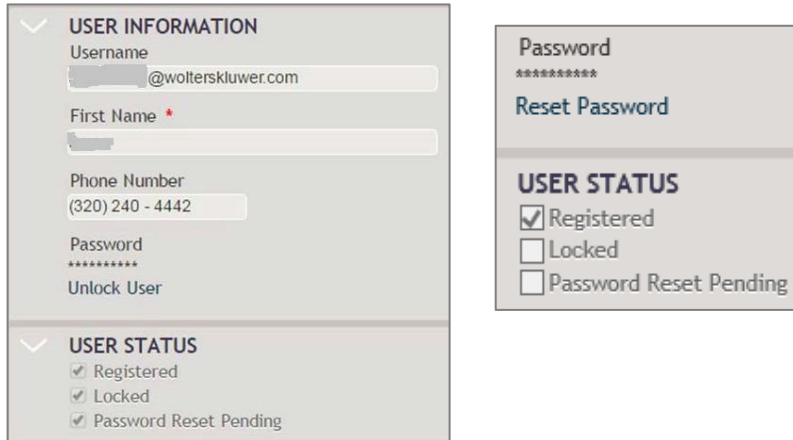 USER INFORMATION
Username
@wolterskluwer.com
First Name *
Phone Number
(320) 240 - 4442
Password
**********
Unlock User
USER STATUS
Registered
Locked
Password Reset Pending
Password
**********
Reset Password
USER STATUS
Registered
Locked
Password Reset Pending